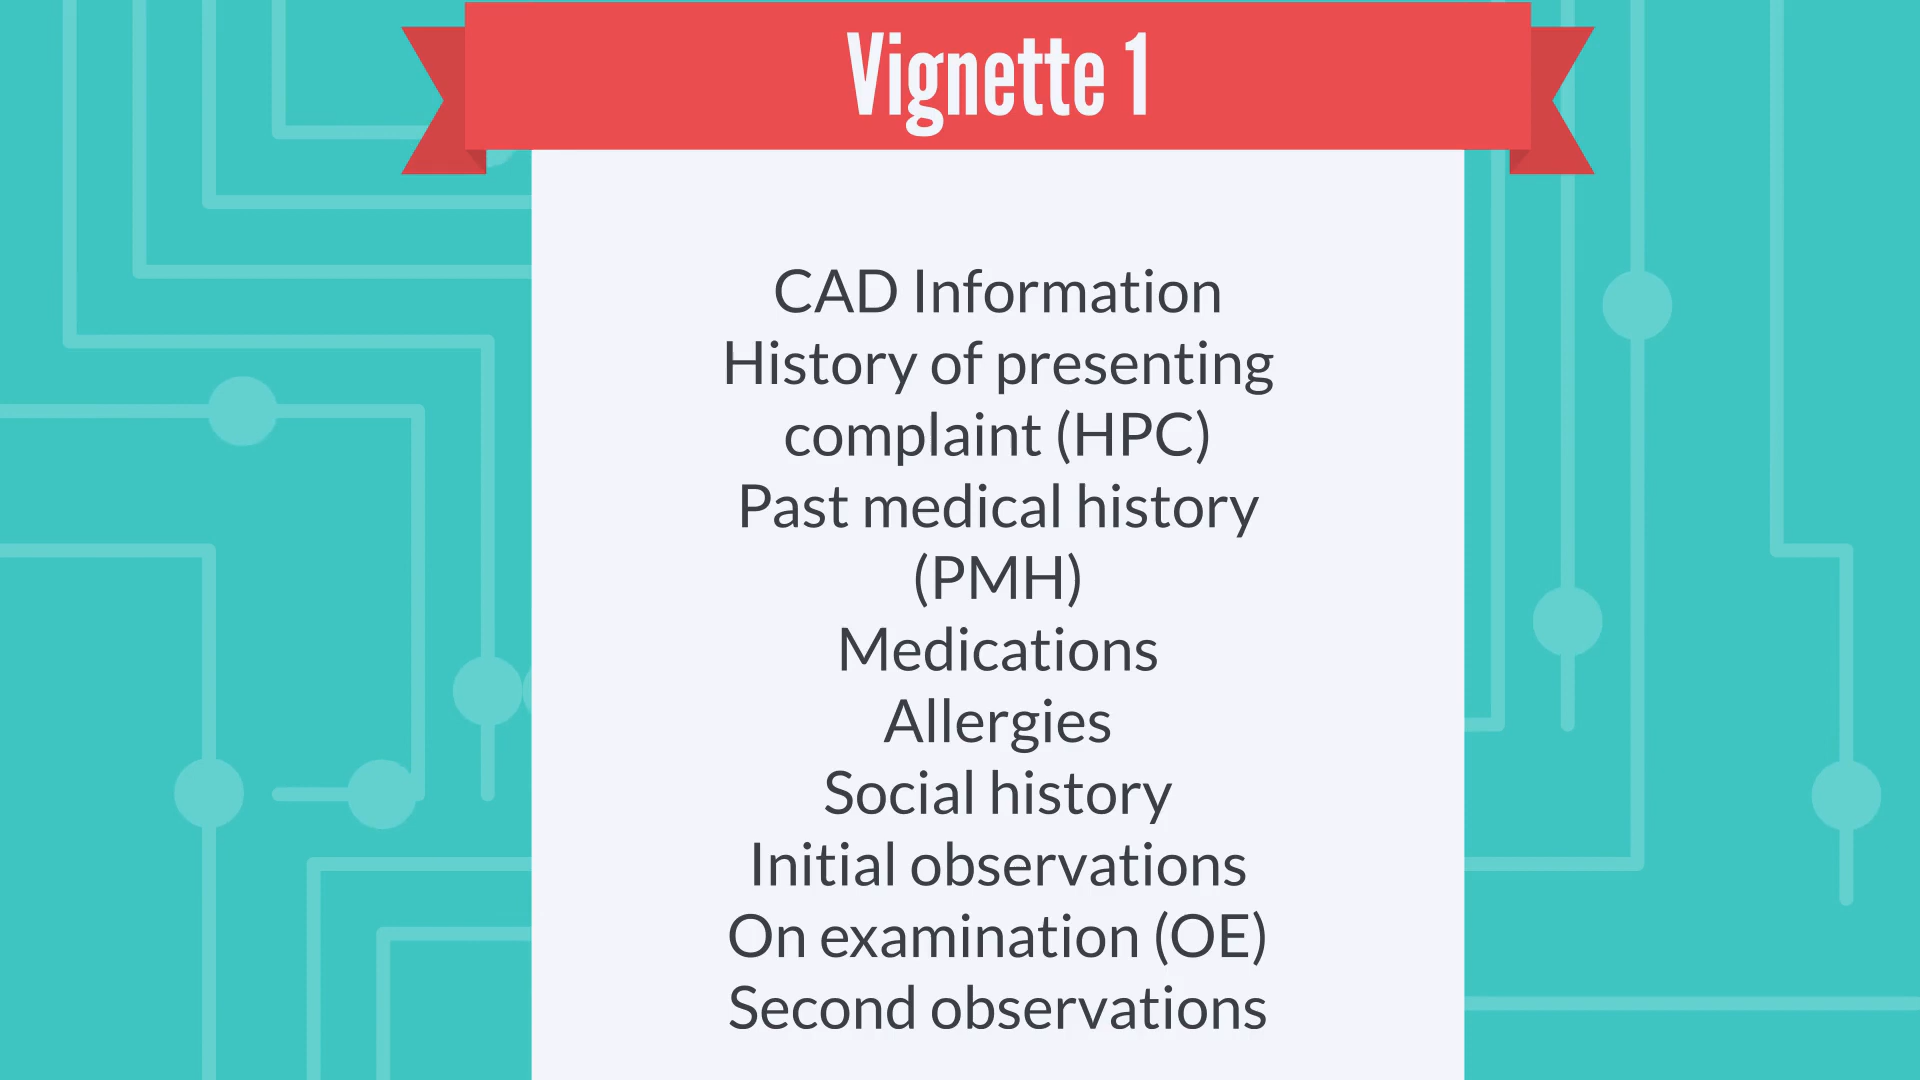 Vignette 1
CAD Information
History of presenting
complaint (HPC)
Past medical history
(PMH)
Medications
Allergies
Social history
Initial observations
On examination (OE)
Second observations